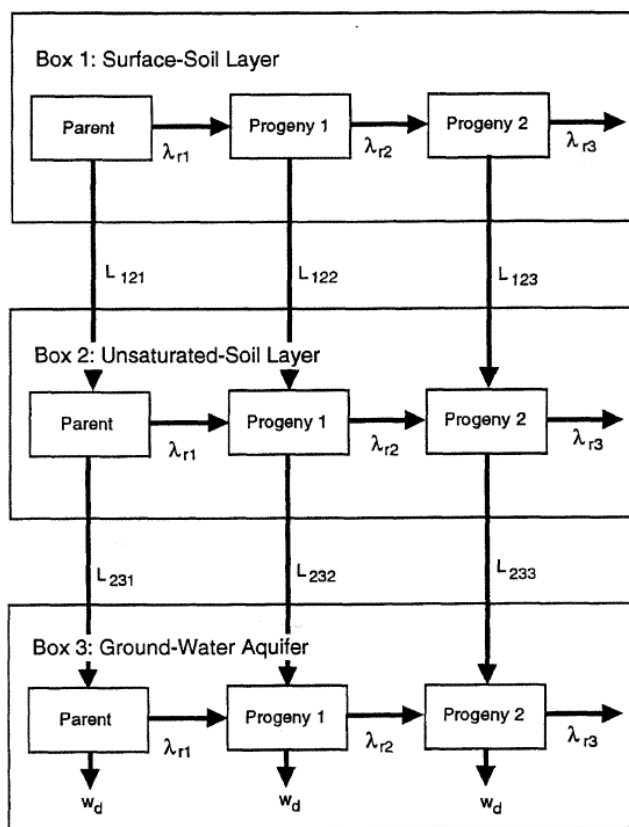 Box 1: Surface-Soil Layer
Parent
Progeny 1
Progeny 2
λr1
λr2
λr3
L121
L122
L123
Box 2: Unsaturated-Soil Layer
Parent
Progeny 1
Progeny 2
λr1
λr2
λr3
L231
L232
L233
Box 3: Ground-Water Aquifer
Parent
Progeny 1
Progeny 2
λr1
λr2
λr3
wd
wd
wd